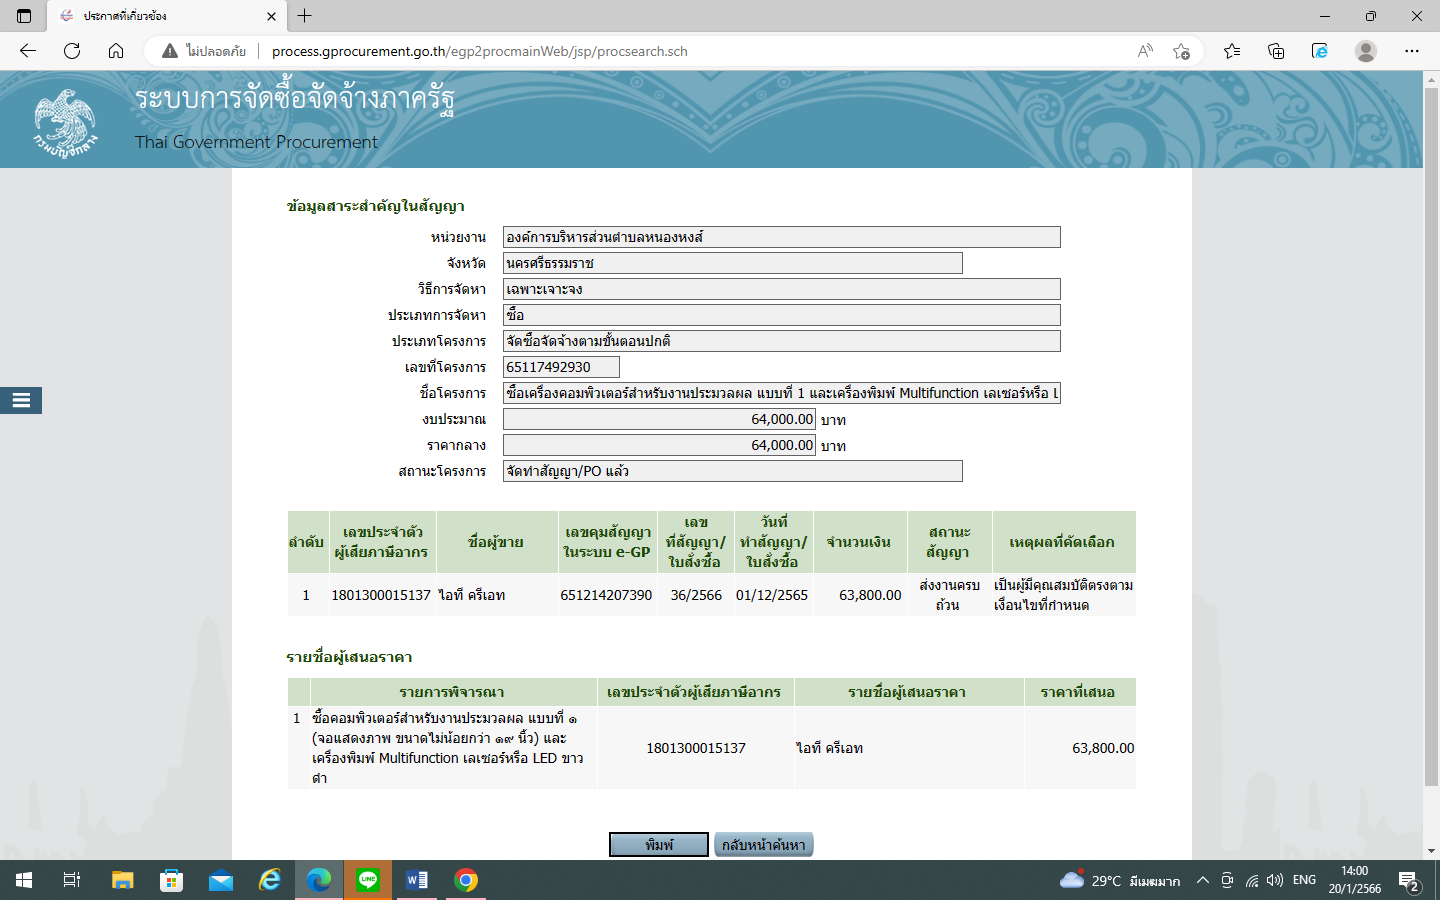 ประกาศที่เกี่ยวข้อง
ไม่ปลอดภัย
process.gprocurement.go.th/egp2procmainWeb/jsp/procsearch.sch
ระบบการจัดซื้อจัดจ้างภาครัฐ
Thai Government Procurement
กรมบัญชีกลาง
ข้อมูลสาระสำคัญในสัญญา
หน่วยงาน องค์การบริหารส่วนตำบลหนองหงส์
จังหวัด นครศรีธรรมราช
วิธีการจัดหา เฉพาะเจาะจง
ประเภทการจัดหา ซื้อ
ประเภทโครงการ จัดซื้อจัดจ้างตามขั้นตอนปกติ
เลขที่โครงการ 65117492930
ชื่อโครงการ ซื้อเครื่องคอมพิวเตอร์สำหรับงานประมวลผล แบบที่ 1 และเครื่องพิมพ์ Multifunction เลเซอร์หรือ L
งบประมาณ 64,000.00 บาท
ราคากลาง 64,000.00 บาท
สถานะโครงการ จัดทำสัญญา/PO แล้ว
ลำดับ เลขประจำตัวผู้เสียภาษีอากร ชื่อผู้ขาย เลขคุมสัญญาในระบบ e-GP เลขที่สัญญา/ใบสั่งซื้อ วันที่ทำสัญญา/ใบสั่งซื้อ จำนวนเงิน สถานะสัญญา เหตุผลที่คัดเลือก
1 1801300015137 ไอที ครีเอท 651214207390 36/2566 01/12/2565 63,800.00 ส่งงานครบถ้วน เป็นผู้มีคุณสมบัติตรงตามเงื่อนไขที่กำหนด
รายชื่อผู้เสนอราคา
รายการพิจารณา เลขประจำตัวผู้เสียภาษีอากร รายชื่อผู้เสนอราคา ราคาที่เสนอ
1 ซื้อคอมพิวเตอร์สำหรับงานประมวลผล แบบที่ ๑
(จอแสดงภาพ ขนาดไม่น้อยกว่า ๑๙ นิ้ว) และ
เครื่องพิมพ์ Multifunction เลเซอร์หรือ LED ขาว
ดำ
1801300015137 ไอที ครีเอท 63,800.00
พิมพ์ กลับหน้าค้นหา
29°C มีเมฆมาก ENG 14:00
20/1/2566
2